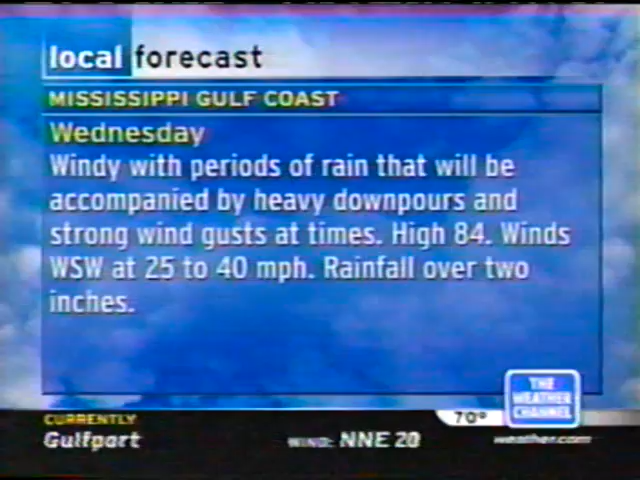 local forecast
MISSISSIPPI GULF COAST
Wednesday
Windy with periods of rain that will be
accompanied by heavy downpours and
strong wind gusts at times. High 84. Winds
WSW at 25 to 40 mph. Rainfall over two
inches.
THE
WEATHER
CHANNEL
CURRENTLY
70°
Gulfport
WIND: NNE 20
weather.com